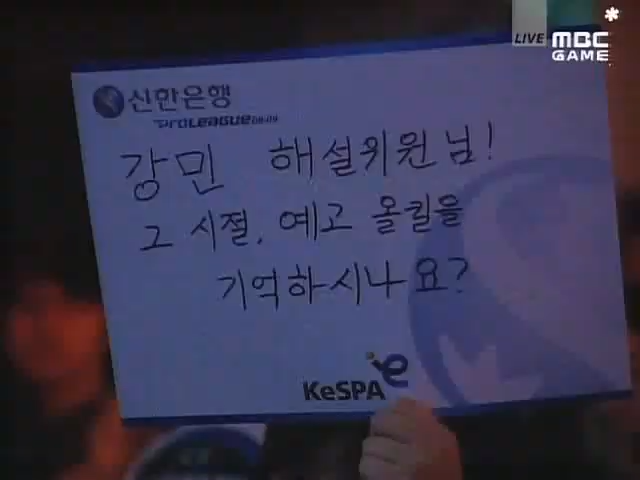 LIVE MBC GAME
신한은행
PROLEAGUE 08-09
강민 해설위원님!
그 시절, 예고 올킬을
기억하시나요?
KeSPA